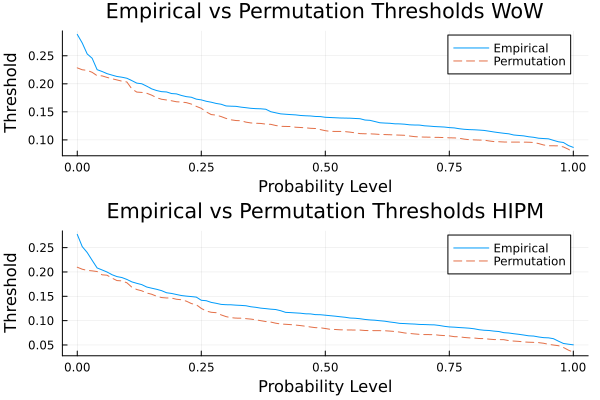 Empirical vs Permutation Thresholds WoW
Threshold
0.25
0.20
0.15
0.10
Empirical
Permutation
0.00
0.25
0.50
0.75
1.00
Probability Level
Empirical vs Permutation Thresholds HIPM
Threshold
0.25
0.20
0.15
0.10
0.05
Empirical
Permutation
0.00
0.25
0.50
0.75
1.00
Probability Level